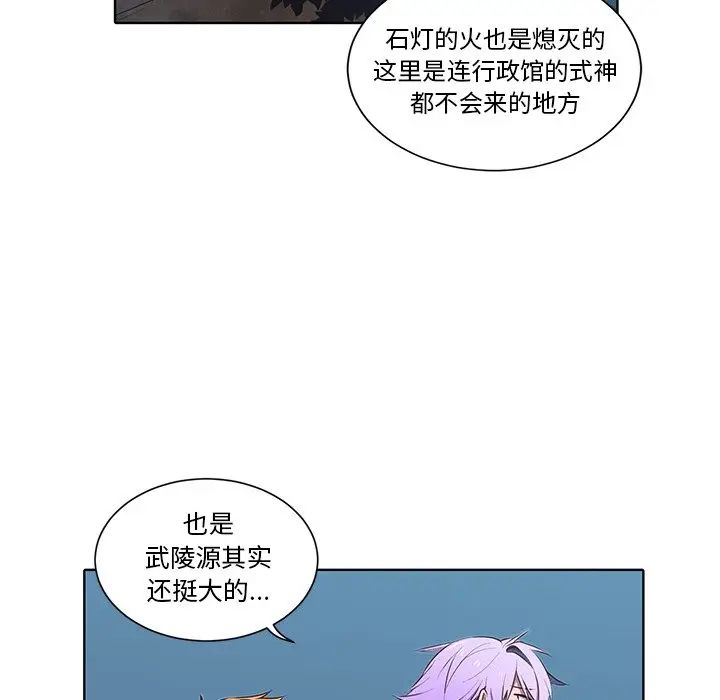 石灯的火也是熄灭的
这里是连行政馆的式神
都不会来的地方
也是
武陵源其实
还挺大的...